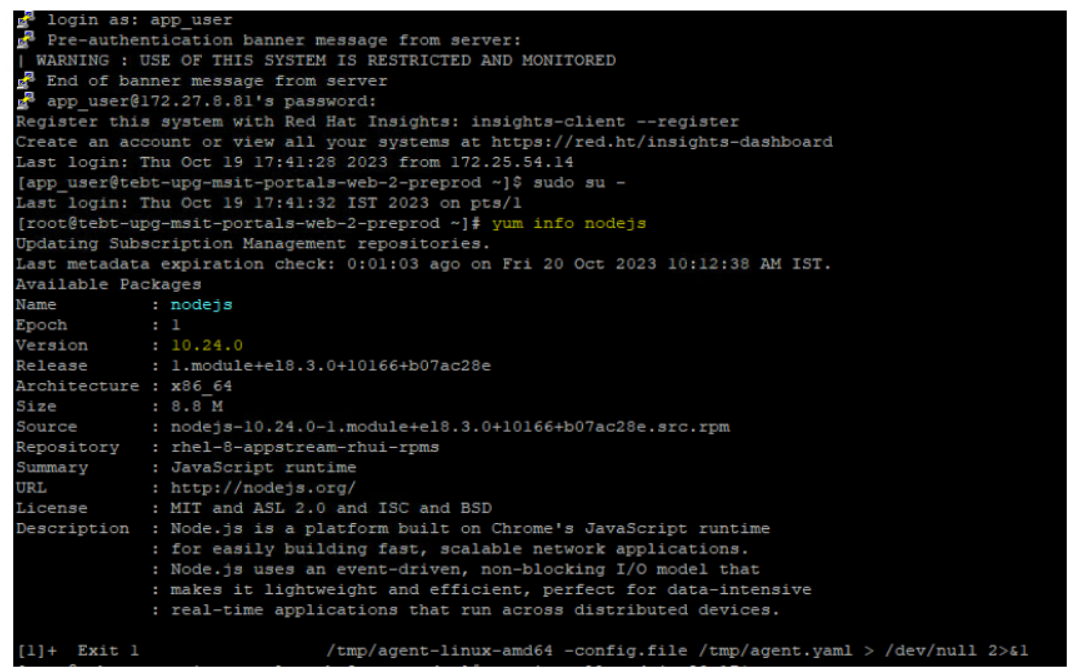 login as: app_user
Pre-authentication banner message from server:
| WARNING : USE OF THIS SYSTEM IS RESTRICTED AND MONITORED
End of banner message from server
app_user@172.27.8.81's password:
Register this system with Red Hat Insights: insights-client --register
Create an account or view all your systems at https://red.ht/insights-dashboard
Last login: Thu Oct 19 17:41:28 2023 from 172.25.54.14
[app_user@tebt-upg-msit-portals-web-2-preprod ~]$ sudo su -
Last login: Thu Oct 19 17:41:32 IST 2023 on pts/1
[root@tebt-upg-msit-portals-web-2-preprod ~]# yum info nodejs
Updating Subscription Management repositories.
Last metadata expiration check: 0:01:03 ago on Fri 20 Oct 2023 10:12:38 AM IST.
Available Packages
Name         : nodejs
Epoch        : 1
Version      : 10.24.0
Release      : 1.module+el8.3.0+10166+b07ac28e
Architecture : x86_64
Size         : 8.8 M
Source       : nodejs-10.24.0-1.module+el8.3.0+10166+b07ac28e.src.rpm
Repository   : rhel-8-appstream-rhui-rpms
Summary      : JavaScript runtime
URL          : http://nodejs.org/
License      : MIT and ASL 2.0 and ISC and BSD
Description  : Node.js is a platform built on Chrome's JavaScript runtime
             : for easily building fast, scalable network applications.
             : Node.js uses an event-driven, non-blocking I/O model that
             : makes it lightweight and efficient, perfect for data-intensive
             : real-time applications that run across distributed devices.
[1]+  Exit 1                  /tmp/agent-linux-amd64 -config.file /tmp/agent.yaml > /dev/null 2>&1